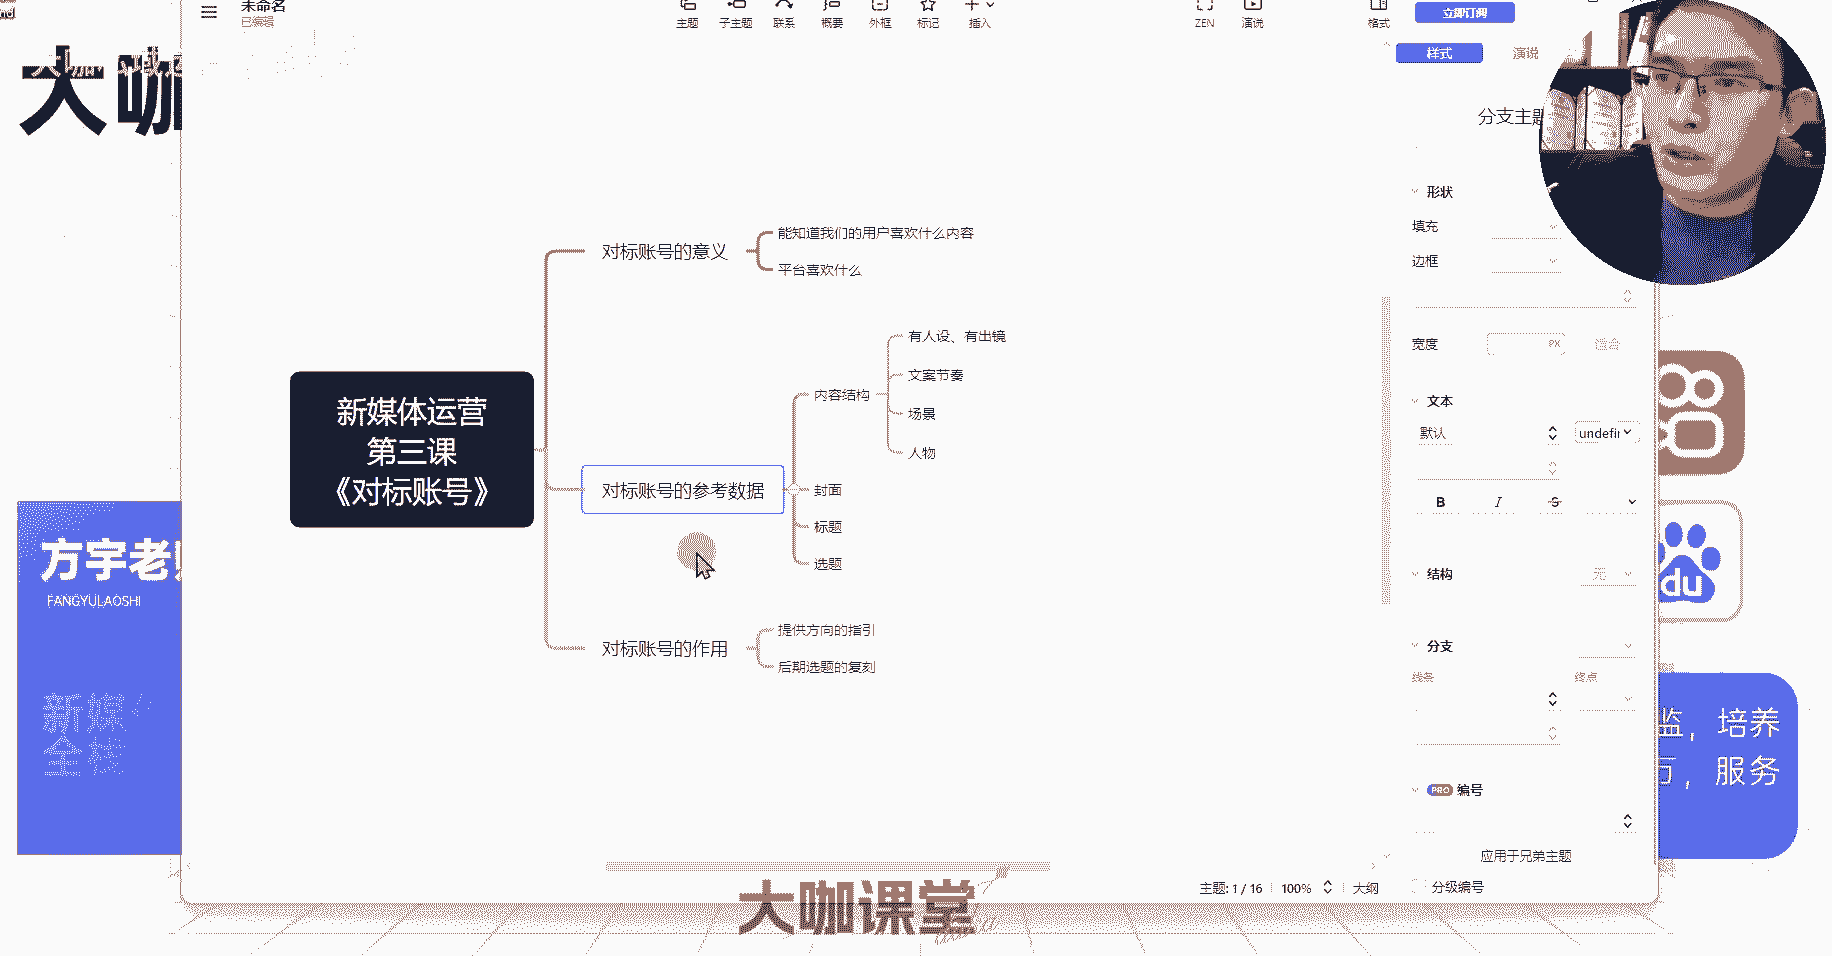 未命名
已编辑
主题
子主题
联系
概要
外框
标记
插入
ZEN
演说
格式
立即订阅
样式
演说
大咖
分支主题
形状
填充
边框
宽度
PX
文本
默认
undefir
B I S
结构
无
分支
线条
终点
PRO 编号
应用于兄弟主题
分级编号
新媒体运营
第三课
《对标账号》
对标账号的意义
能知道我们的用户喜欢什么内容
平台喜欢什么
对标账号的参考数据
内容结构
有人设、有出镜
文案节奏
场景
人物
封面
标题
选题
对标账号的作用
提供方向的指引
后期选题的复刻
方宇老
FANGYULAOSHI
新媒
全栈
du
监，培养
万，服务
主题: 1 / 16
100%
大纲
大咖课堂